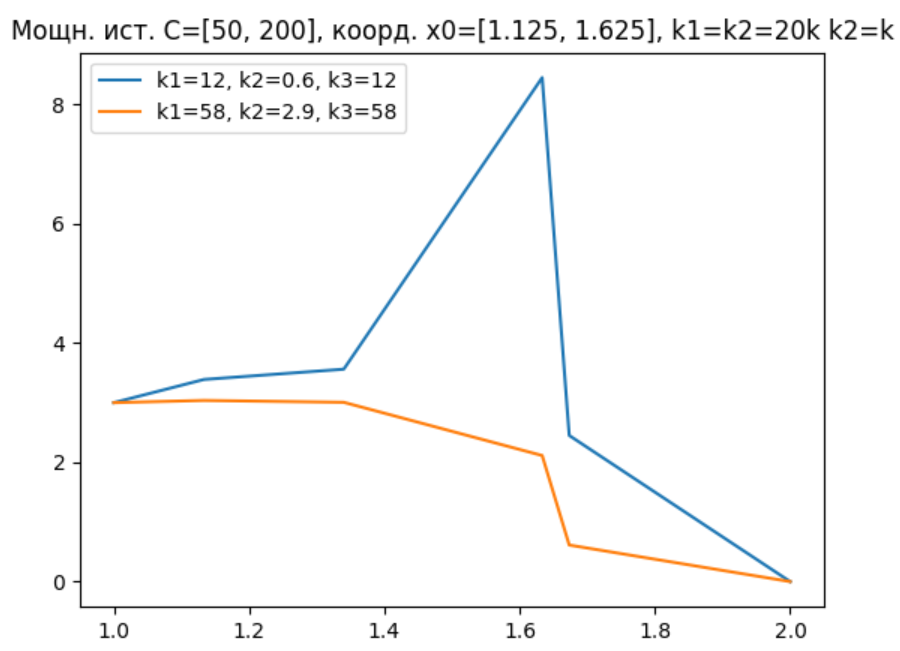 Мощн. ист. C=[50, 200], коорд. x0=[1.125, 1.625], k1=k2=20k k2=k
k1=12, k2=0.6, k3=12
k1=58, k2=2.9, k3=58
8
6
4
2
0
1.0 1.2 1.4 1.6 1.8 2.0